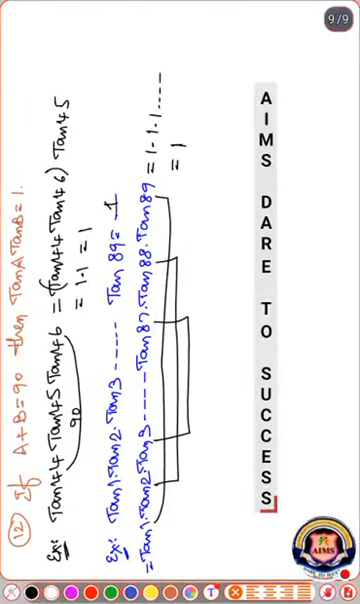 9/9
(12) If A+B=90 then TanA TanB=1.
Ex: Tan44 Tan45 Tan46 = (Tan44 Tan46) Tan45
90
= 1·1 = 1
Ex: Tan1·Tan2·Tan3 ----- Tan 89 = 1
= Tan1·Tan2·Tan3 ---- Tan87·Tan88·Tan89 = 1·1·1.....
= 1
AIMS DARE TO SUCCESS
AIMS